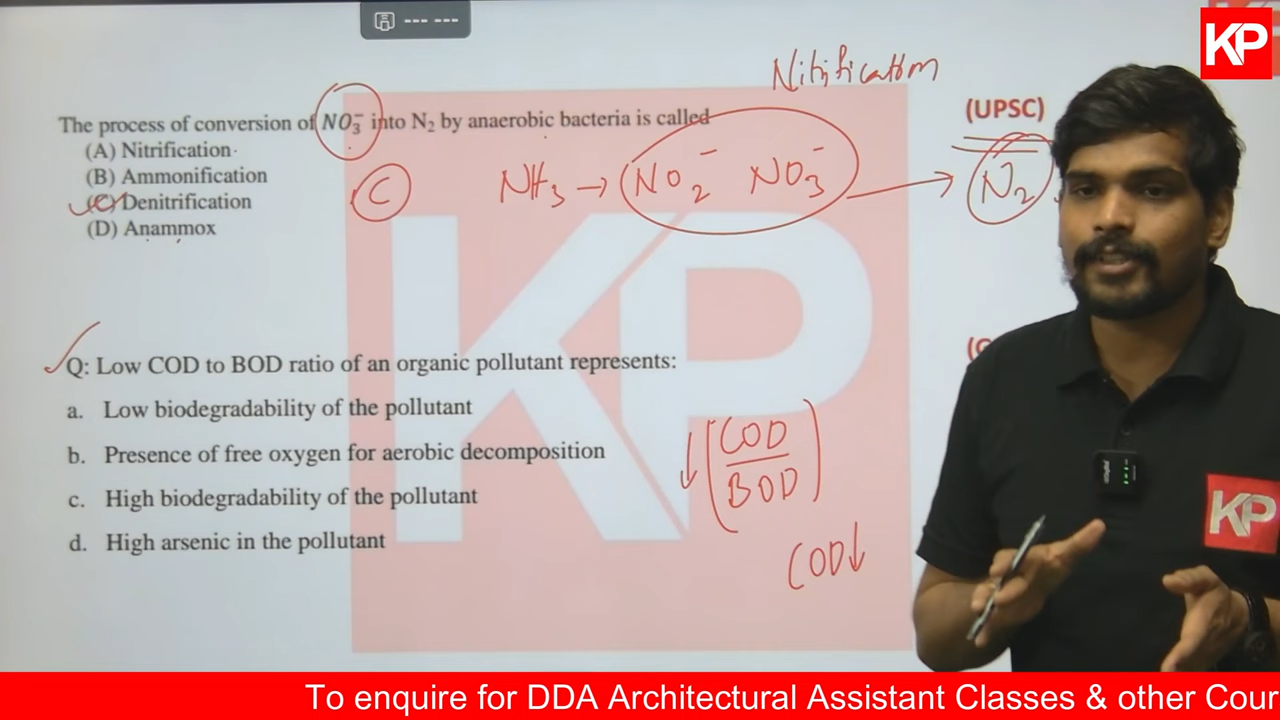 --- ---
KP
Nitrification
The process of conversion of NO₃⁻ into N₂ by anaerobic bacteria is called
(UPSC)
(A) Nitrification
(B) Ammonification
(C) Denitrification
(D) Anammox
C
NH₃ → NO₂⁻ NO₃⁻ → N₂
KP
Q: Low COD to BOD ratio of an organic pollutant represents:
a. Low biodegradability of the pollutant
b. Presence of free oxygen for aerobic decomposition
c. High biodegradability of the pollutant
d. High arsenic in the pollutant
↓ (COD
BOD)
COD↓
KP
To enquire for DDA Architectural Assistant Classes & other Cour